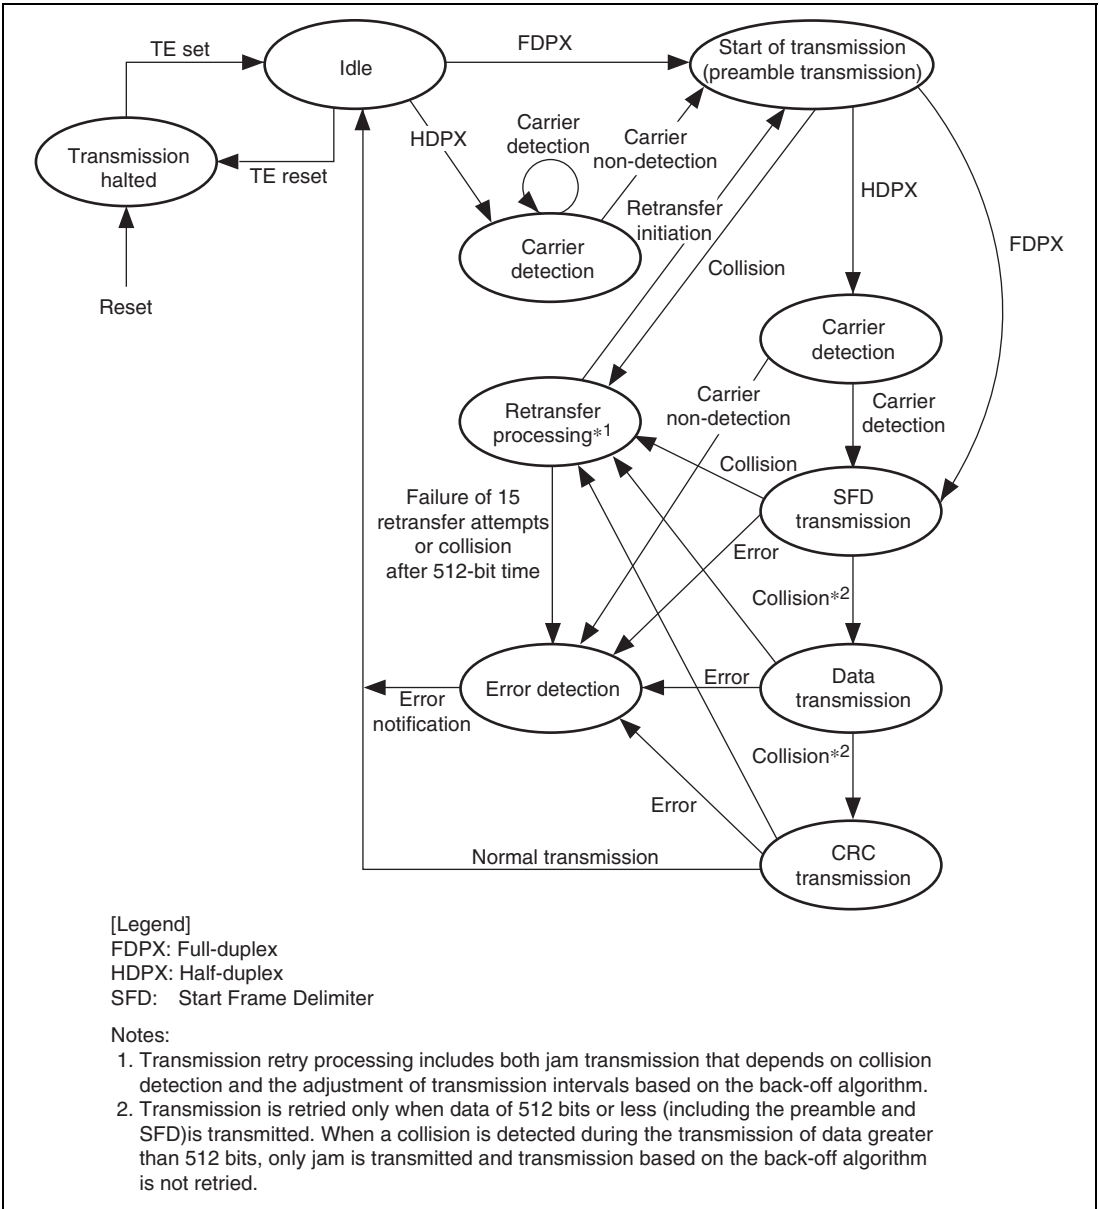 TE set
Idle
FDPX
Start of transmission
(preamble transmission)
Transmission
halted
TE reset
HDPX
Carrier
detection
Carrier
non-detection
HDPX
Retransfer
initiation
FDPX
Carrier
detection
Collision
Reset
Carrier
detection
Carrier
non-detection
Carrier
detection
Retransfer
processing*1
Collision
SFD
transmission
Failure of 15
retransfer attempts
or collision
after 512-bit time
Error
Collision*2
Error detection
Error
Data
transmission
Error
notification
Collision*2
Error
Normal transmission
CRC
transmission
[Legend]
FDPX: Full-duplex
HDPX: Half-duplex
SFD: Start Frame Delimiter
Notes:
1. Transmission retry processing includes both jam transmission that depends on collision
detection and the adjustment of transmission intervals based on the back-off algorithm.
2. Transmission is retried only when data of 512 bits or less (including the preamble and
SFD)is transmitted. When a collision is detected during the transmission of data greater
than 512 bits, only jam is transmitted and transmission based on the back-off algorithm
is not retried.